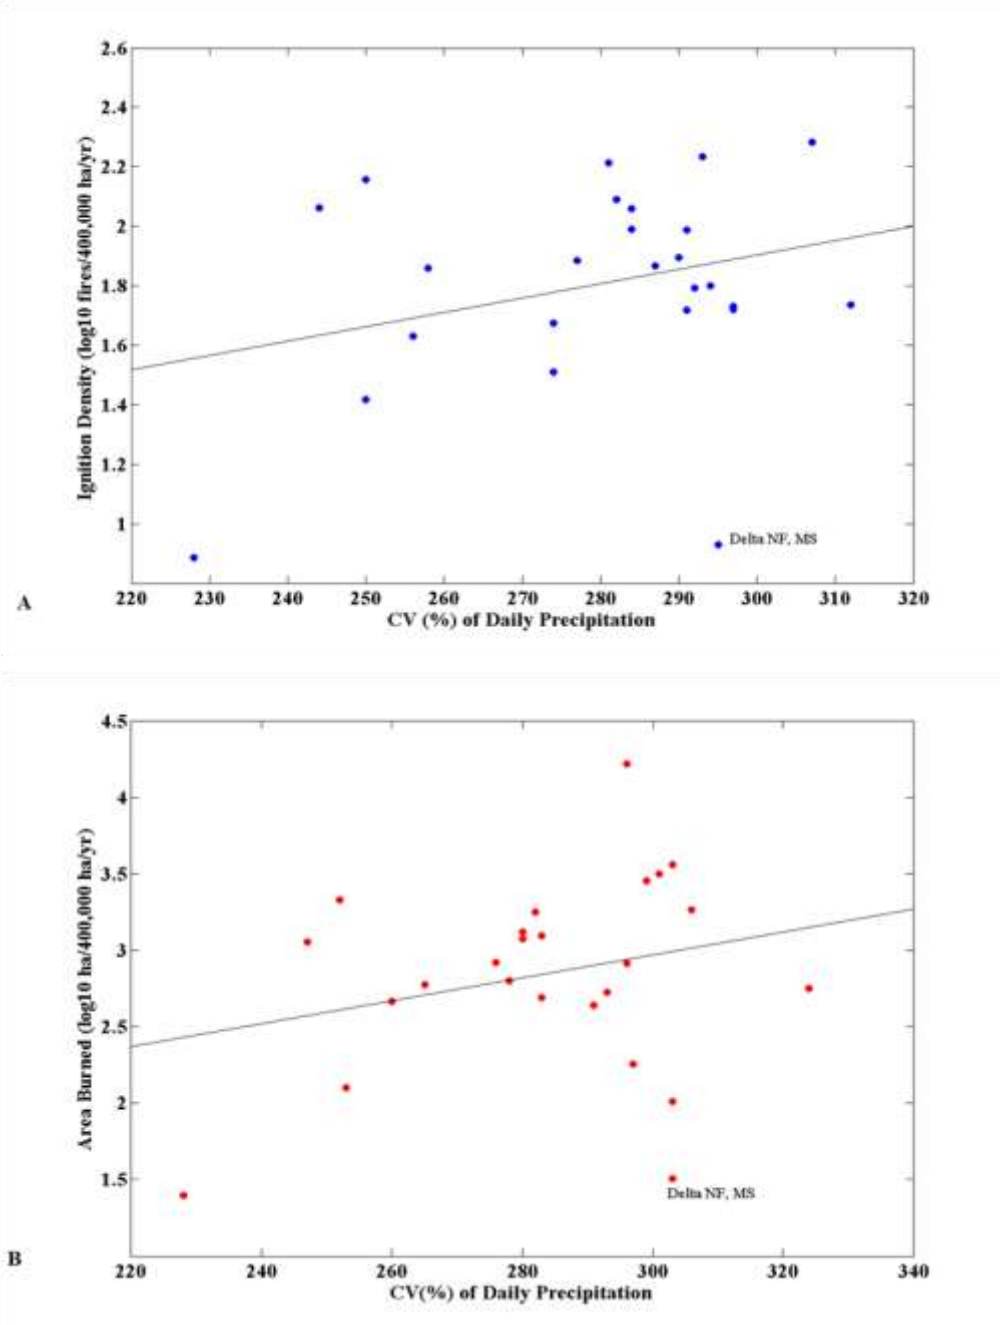 2.6
2.4
2.2
2
1.8
1.6
1.4
1.2
1
Ignition Density (log10 fires/400,000 ha/yr)
Delta NF, MS
220 230 240 250 260 270 280 290 300 310 320
CV (%) of Daily Precipitation
A
4.5
4
3.5
3
2.5
2
1.5
Area Burned (log10 ha/400,000 ha/yr)
Delta NF, MS
220 240 260 280 300 320 340
CV(%) of Daily Precipitation
B